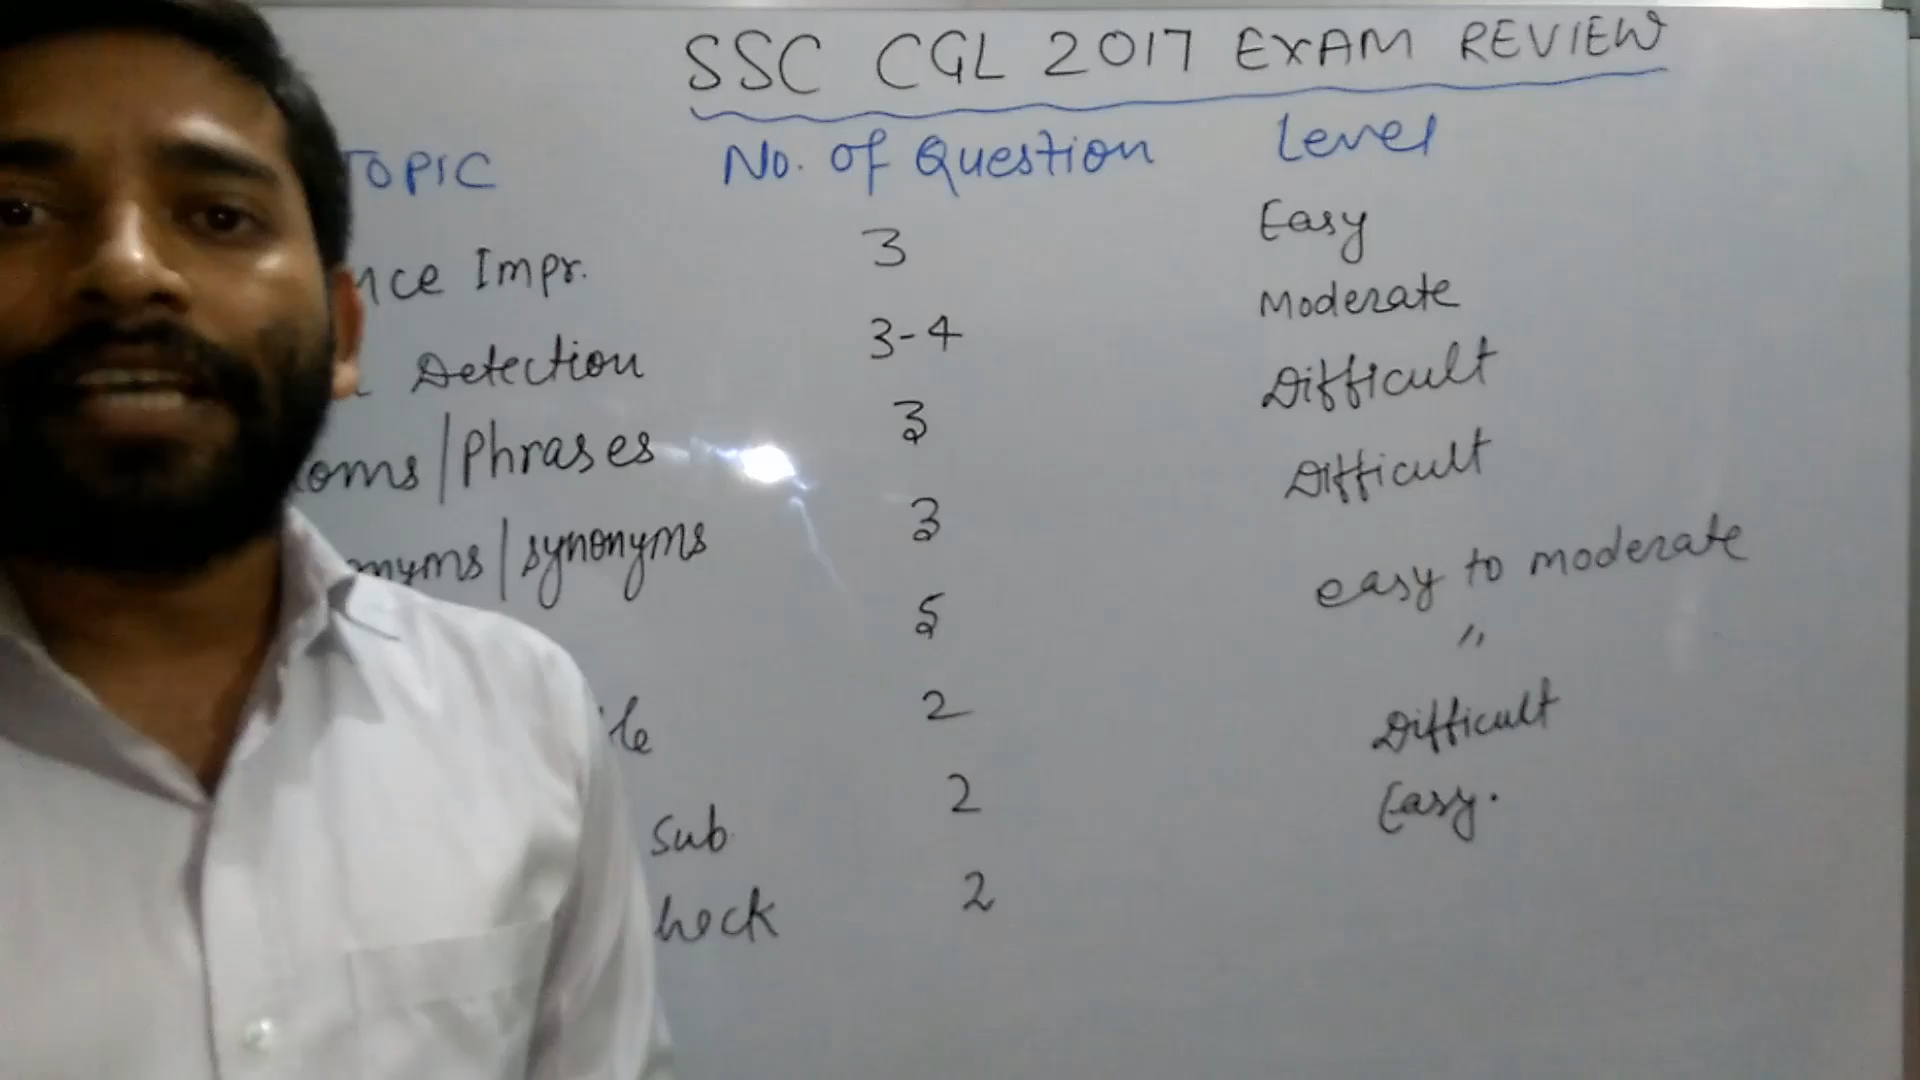 SSC CGL 2017 EXAM REVIEW
TOPIC No. of Question Level
nce Impr. 3 Easy
Detection 3-4 Moderate
oms/Phrases 3 Difficult
onyms/synonyms 3 Difficult
5 easy to moderate
le 2 "
Sub 2 Difficult
heck 2 Easy.